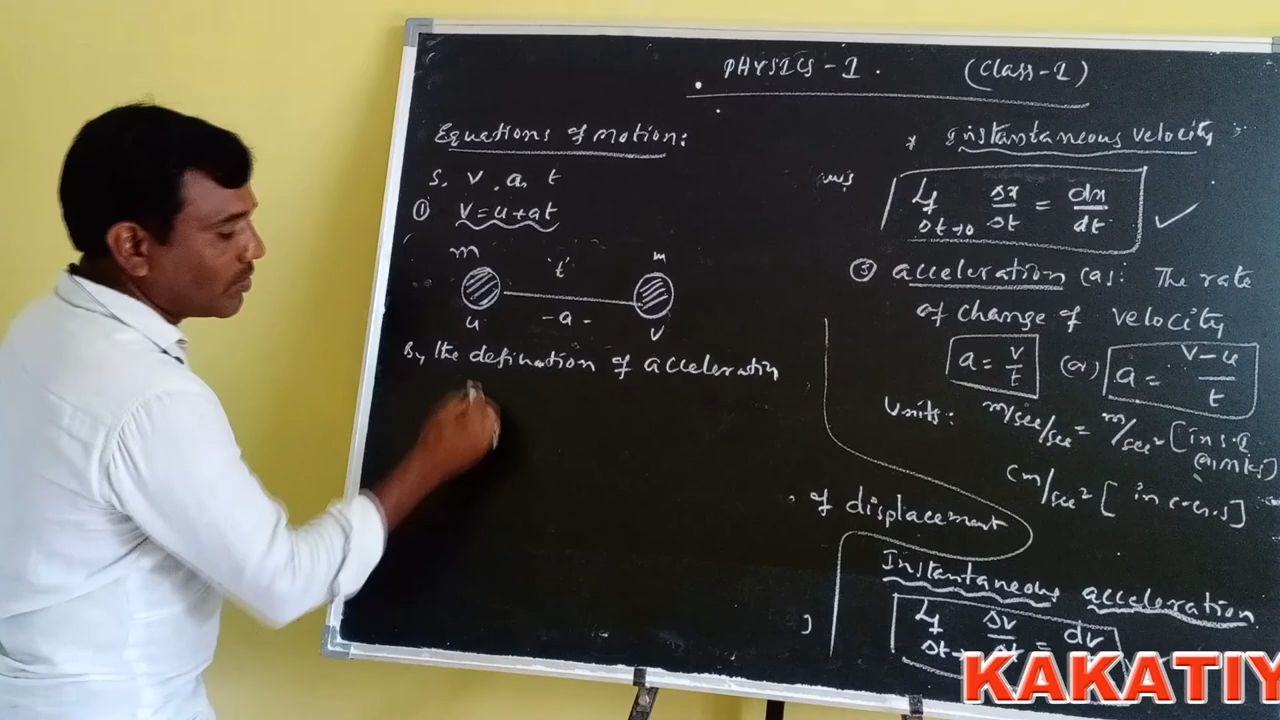 PHYSICS-1. (Class-1)
Equations of motion:
S, V, a, t
① V=u+at
m 't' m
u -a- v
By the defination of acceleration
* Instantaneous velocity
Lt Δx/Δt = dx/dt
Δt→0
③ acceleration (a): The rate
of change of velocity
a = v/t (or) a = v-u/t
Units: m/sec/sec = m/sec² [in S.I
cm/sec² [in C.G.S]
of displacement
Instantaneous acceleration
Lt Δv/Δt = dv
Δt→
KAKATIY